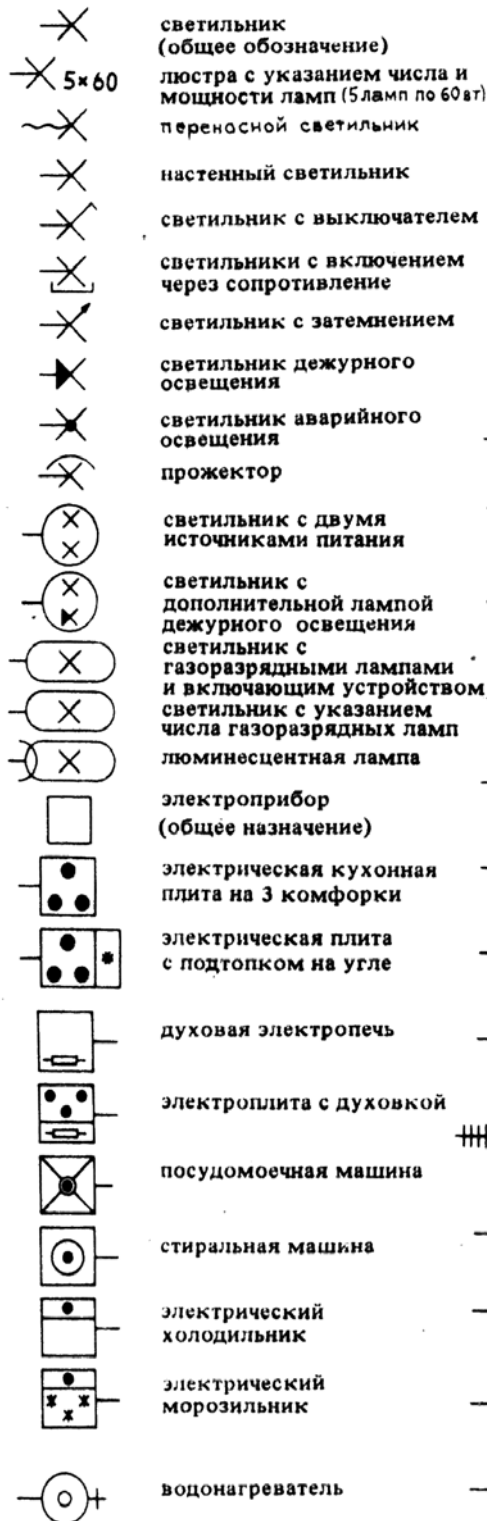 светильник
(общее обозначение)
5×60 люстра с указанием числа и
мощности ламп (5 ламп по 60 вт)
переносной светильник
настенный светильник
светильник с выключателем
светильники с включением
через сопротивление
светильник с затемнением
светильник дежурного
освещения
светильник аварийного
освещения
прожектор
светильник с двумя
источниками питания
светильник с
дополнительной лампой
дежурного освещения
светильник с
газоразрядными лампами
и включающим устройством
светильник с указанием
числа газоразрядных ламп
люминесцентная лампа
электроприбор
(общее назначение)
электрическая кухонная
плита на 3 комфорки
электрическая плита
с подтопком на угле
духовая электропечь
электроплита с духовкой
посудомоечная машина
стиральная машина
электрический
холодильник
электрический
морозильник
водонагреватель